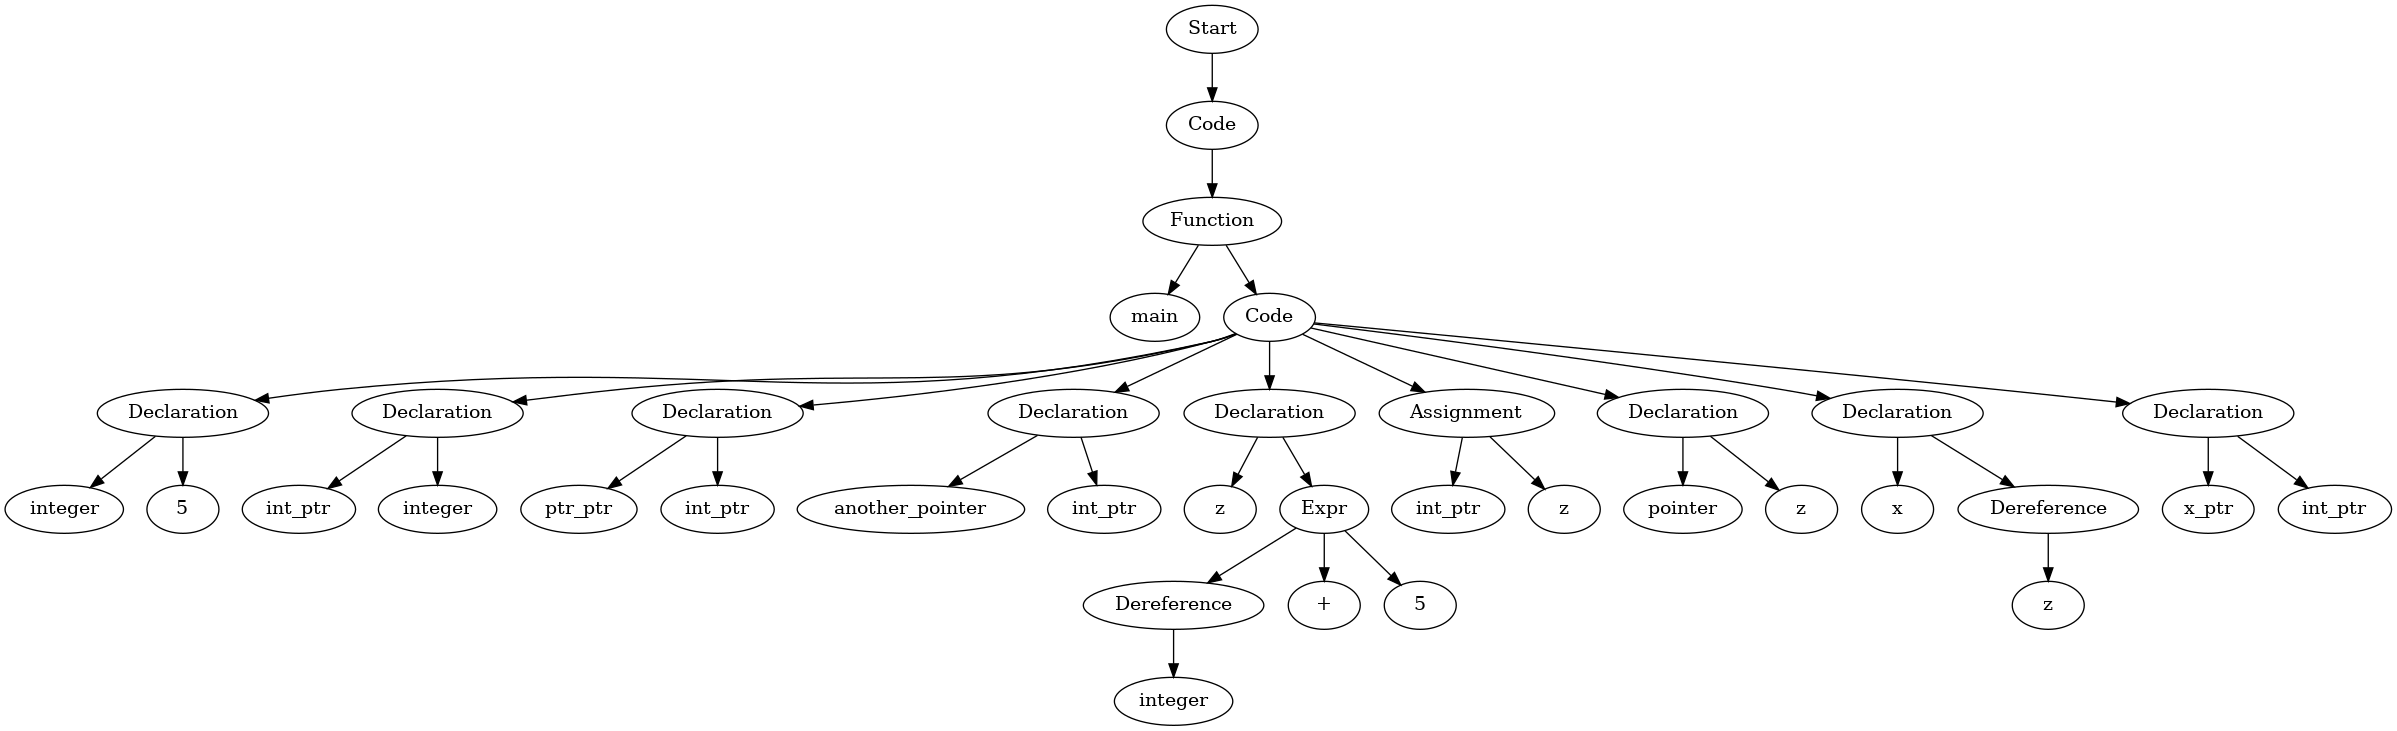 Start
Code
Function
main Code
Declaration Declaration Declaration Declaration Declaration Assignment Declaration Declaration Declaration
integer 5 int_ptr integer ptr_ptr int_ptr another_pointer int_ptr z Expr int_ptr z pointer z x Dereference x_ptr int_ptr
Dereference + 5 z
integer